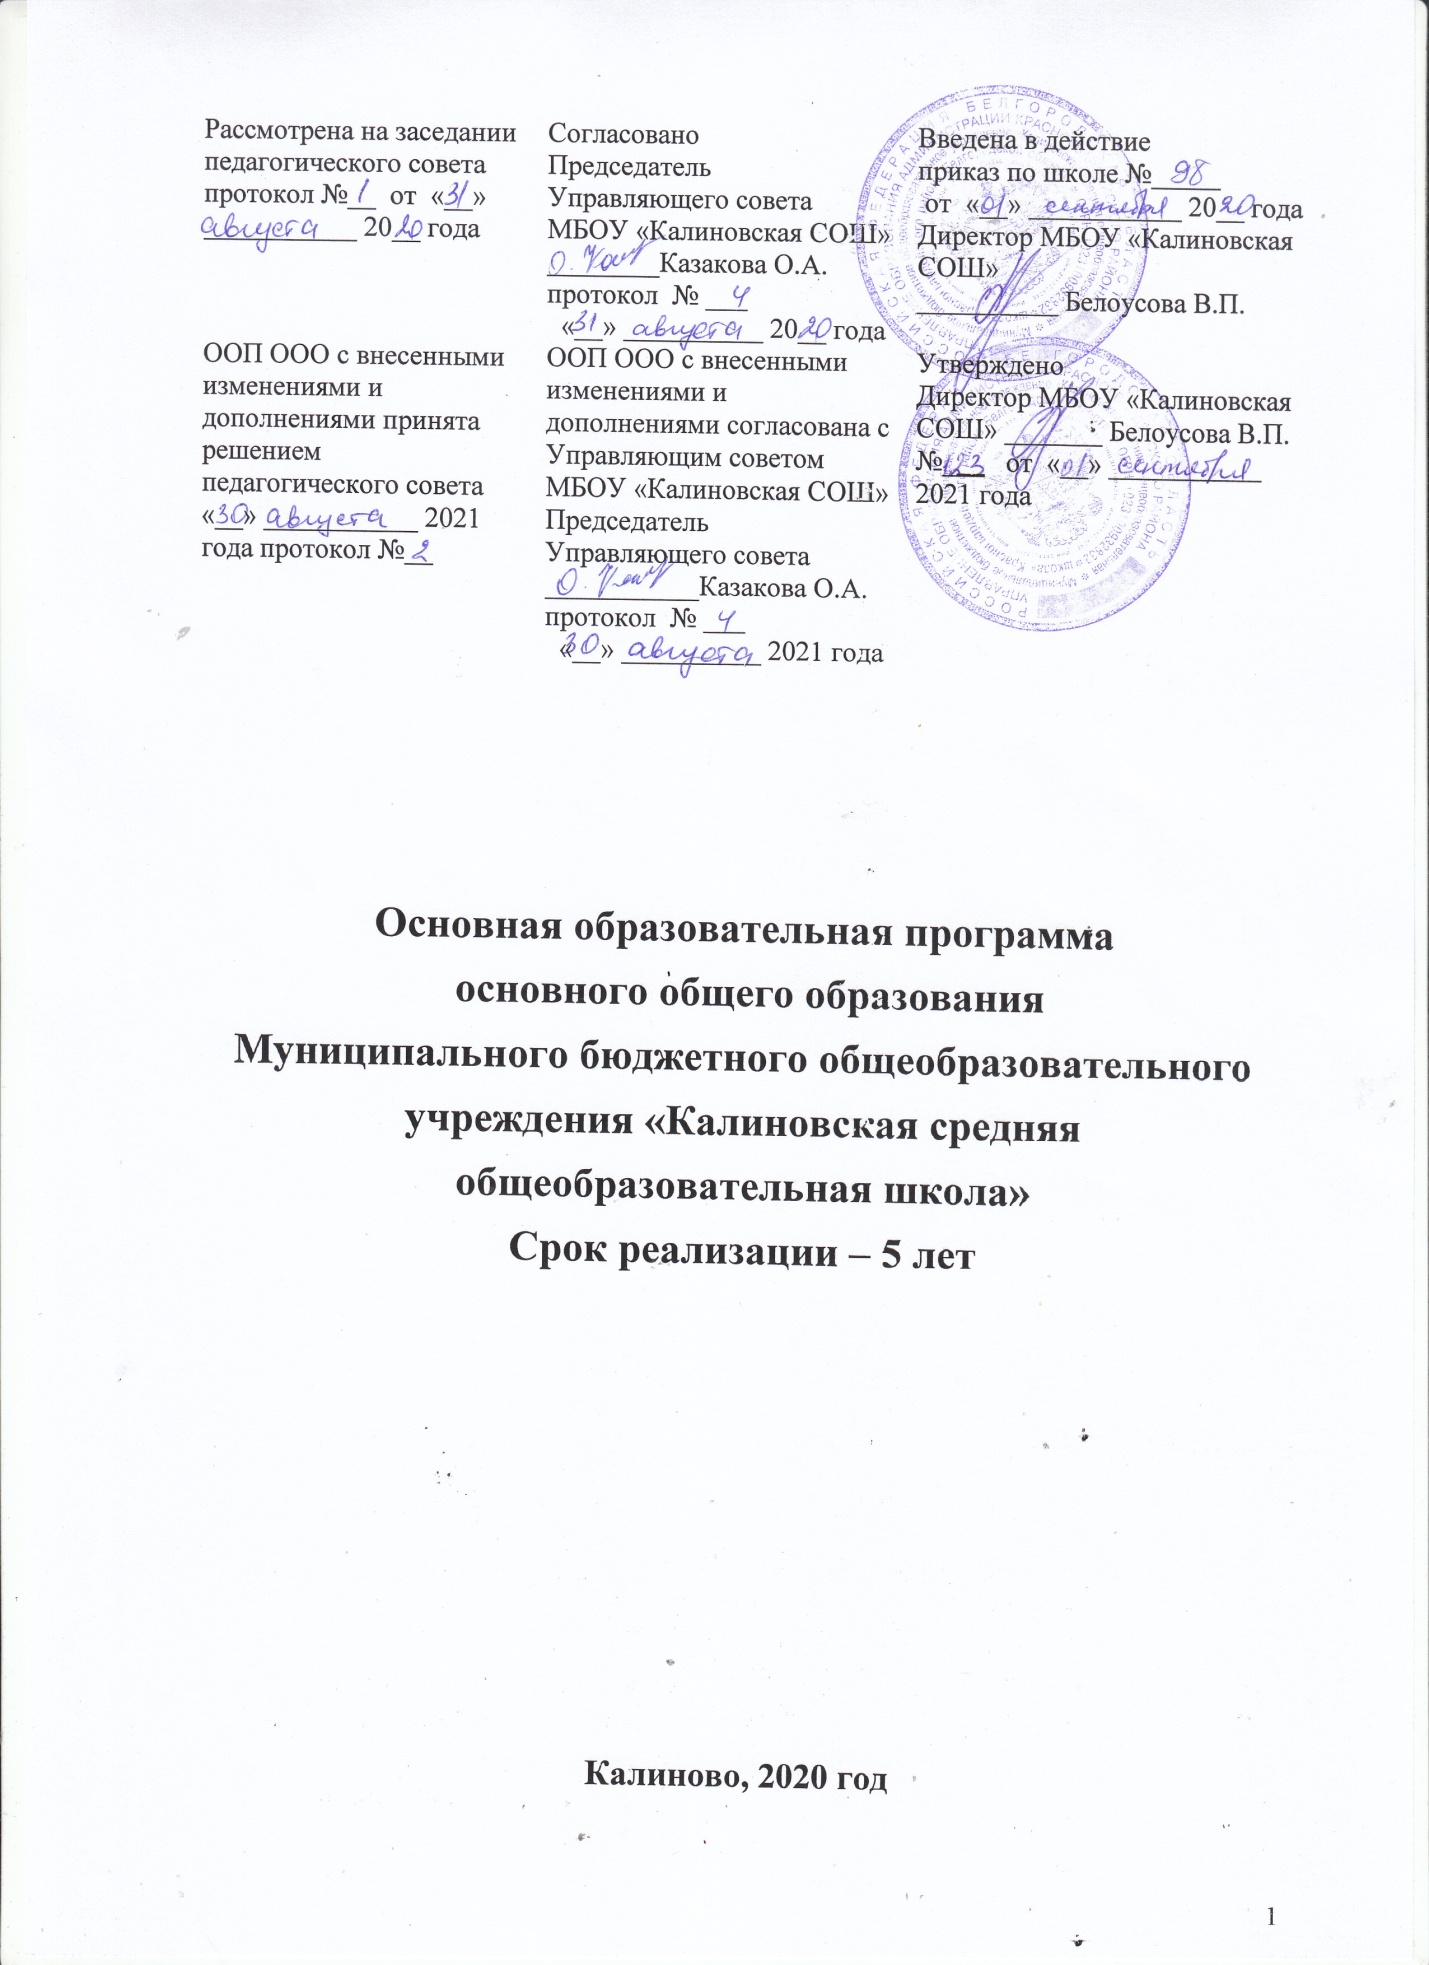 Рассмотрена на заседании
педагогического совета
протокол № 1 от «31»
августа 2020 года
ООП ООО с внесенными
изменениями и
дополнениями принята
решением
педагогического совета
«30» августа 2021
года протокол № 2
Согласовано
Председатель
Управляющего совета
МБОУ «Калиновская СОШ»
Казакова О.А.
протокол № 4
«31» августа 2020 года
ООП ООО с внесенными
изменениями и
дополнениями согласована с
Управляющим советом
МБОУ «Калиновская СОШ»
Председатель
Управляющего совета
Казакова О.А.
протокол № 4
«30» августа 2021 года
Введена в действие
приказ по школе № 98
от «01» сентября 2020 года
Директор МБОУ «Калиновская
СОШ»
Белоусова В.П.
Утверждено
Директор МБОУ «Калиновская
СОШ» Белоусова В.П.
№123 от «01» сентября
2021 года
Основная образовательная программа
основного общего образования
Муниципального бюджетного общеобразовательного
учреждения «Калиновская средняя
общеобразовательная школа»
Срок реализации – 5 лет
Калиново, 2020 год
1